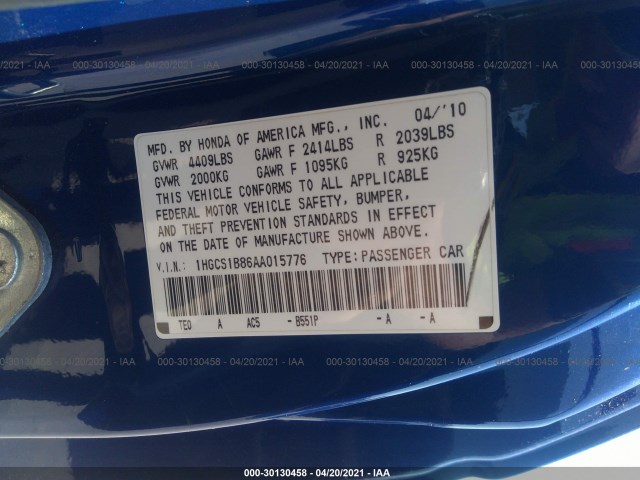 000-30130458 - 04/20/2021 - IAA
04/'10
MFD. BY HONDA OF AMERICA MFG., INC.
GVWR 4409LBS GAWR F 2414LBS R 2039LBS
GVWR 2000KG GAWR F 1095KG R 925KG
THIS VEHICLE CONFORMS TO ALL APPLICABLE
FEDERAL MOTOR VEHICLE SAFETY, BUMPER,
AND THEFT PREVENTION STANDARDS IN EFFECT
ON THE DATE OF MANUFACTURE SHOWN ABOVE.
V.I.N.: 1HGCS1B86AA015776 TYPE:PASSENGER CAR
TEO A AC5 -B551P -A -A
000-30130458 - 04/20/2021 - IAA